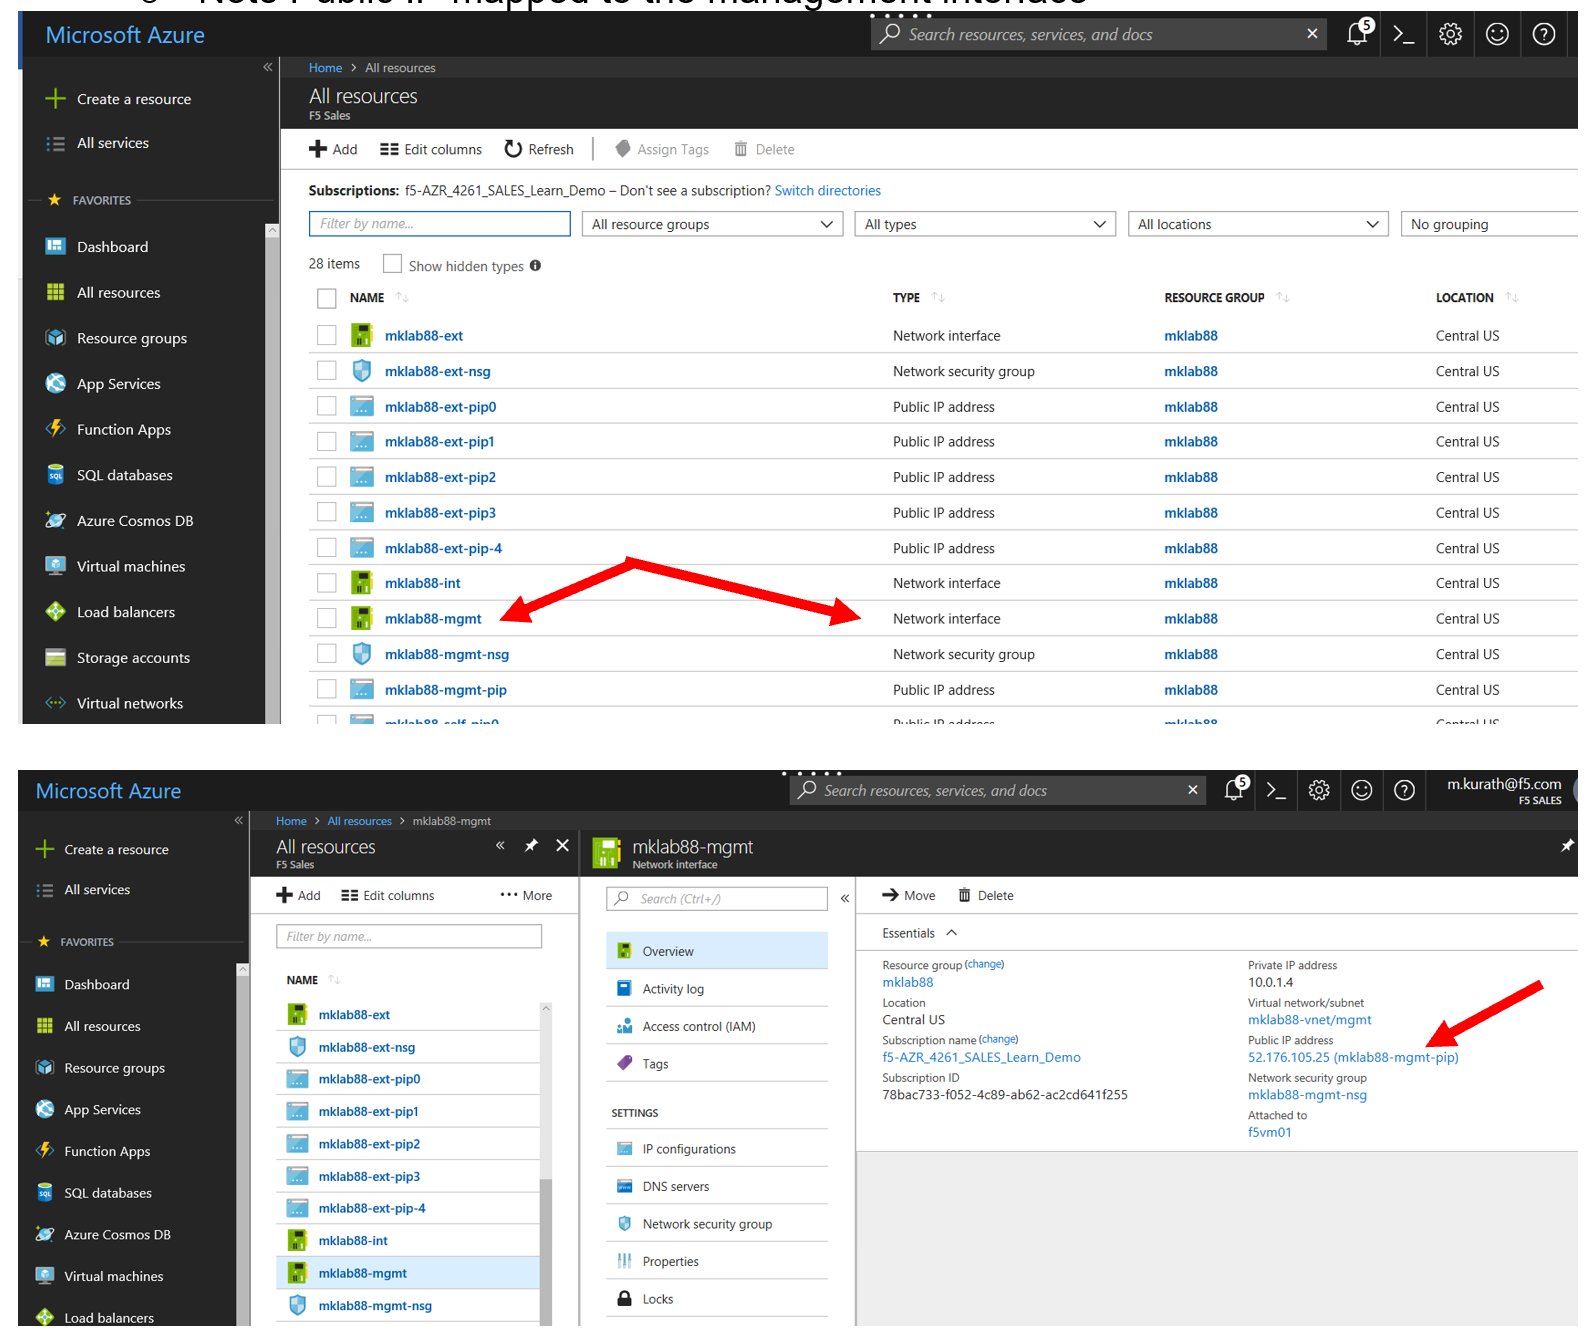 Note Public IP mapped to the management interface
Microsoft Azure
Search resources, services, and docs
5
Home > All resources
Create a resource
All resources
F5 Sales
All services
Add Edit columns Refresh Assign Tags Delete
Subscriptions: f5-AZR_4261_SALES_Learn_Demo – Don't see a subscription? Switch directories
FAVORITES
Filter by name... All resource groups All types All locations No grouping
Dashboard
28 items Show hidden types
All resources
NAME TYPE RESOURCE GROUP LOCATION
Resource groups
mklab88-ext Network interface mklab88 Central US
App Services
mklab88-ext-nsg Network security group mklab88 Central US
mklab88-ext-pip0 Public IP address mklab88 Central US
Function Apps
mklab88-ext-pip1 Public IP address mklab88 Central US
SQL databases
mklab88-ext-pip2 Public IP address mklab88 Central US
Azure Cosmos DB
mklab88-ext-pip3 Public IP address mklab88 Central US
mklab88-ext-pip-4 Public IP address mklab88 Central US
Virtual machines
mklab88-int Network interface mklab88 Central US
Load balancers
mklab88-mgmt Network interface mklab88 Central US
Storage accounts
mklab88-mgmt-nsg Network security group mklab88 Central US
mklab88-mgmt-pip Public IP address mklab88 Central US
Virtual networks
mklab88-self-pip0 Public IP address mklab88 Central US
Microsoft Azure
Search resources, services, and docs
5
m.kurath@f5.com
F5 SALES
Home > All resources > mklab88-mgmt
Create a resource
All services
FAVORITES
Dashboard
All resources
Resource groups
App Services
Function Apps
SQL databases
Azure Cosmos DB
Virtual machines
Load balancers
All resources
F5 Sales
Add Edit columns More
Filter by name...
NAME
mklab88-ext
mklab88-ext-nsg
mklab88-ext-pip0
mklab88-ext-pip1
mklab88-ext-pip2
mklab88-ext-pip3
mklab88-ext-pip-4
mklab88-int
mklab88-mgmt
mklab88-mgmt-nsg
mklab88-mgmt
Network interface
Search (Ctrl+/)
Overview
Activity log
Access control (IAM)
Tags
SETTINGS
IP configurations
DNS servers
Network security group
Properties
Locks
Move Delete
Essentials
Resource group (change)
mklab88
Location
Central US
Subscription name (change)
f5-AZR_4261_SALES_Learn_Demo
Subscription ID
78bac733-f052-4c89-ab62-ac2cd641f255
Private IP address
10.0.1.4
Virtual network/subnet
mklab88-vnet/mgmt
Public IP address
52.176.105.25 (mklab88-mgmt-pip)
Network security group
mklab88-mgmt-nsg
Attached to
f5vm01